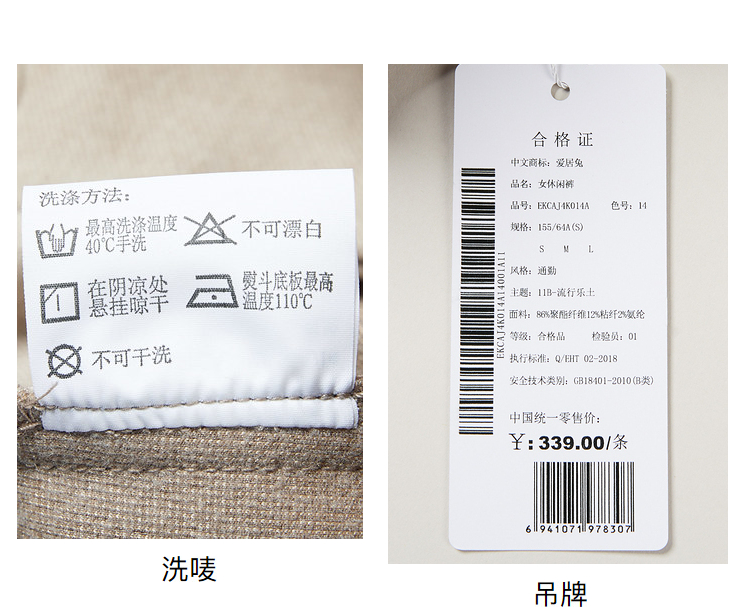 洗涤方法:
最高洗涤温度
40℃手洗
不可漂白
在阴凉处
悬挂晾干
熨斗底板最高
温度110℃
不可干洗
洗唛
合格证
中文商标: 爱居兔
品名: 女休闲裤
品号: EKCAJ4K014A 色号: 14
规格: 155/64A(S)
S M L
风格: 通勤
主题: 11B-流行乐土
面料: 86%聚酯纤维12%粘纤2%氨纶
等级: 合格品 检验员: 01
执行标准: Q/EHT 02-2018
安全技术类别: GB18401-2010(B类)
EKCAJ4K014A14001A11
中国统一零售价:
¥: 339.00/条
6 941071 978307
吊牌